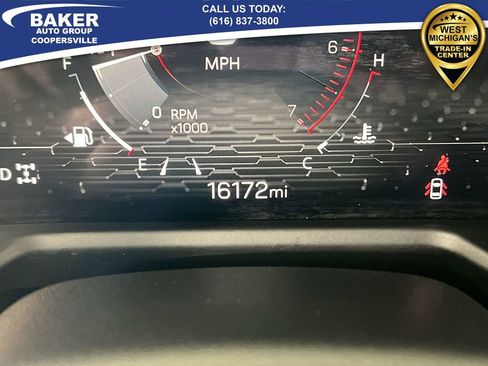 BAKER
AUTO GROUP
COOPERSVILLE
CALL US TODAY:
(616) 837-3800
WEST
MICHIGAN'S
TRADE-IN
CENTER
F
MPH
6
H
0
RPM
x1000
7
E
C
D
16172mi